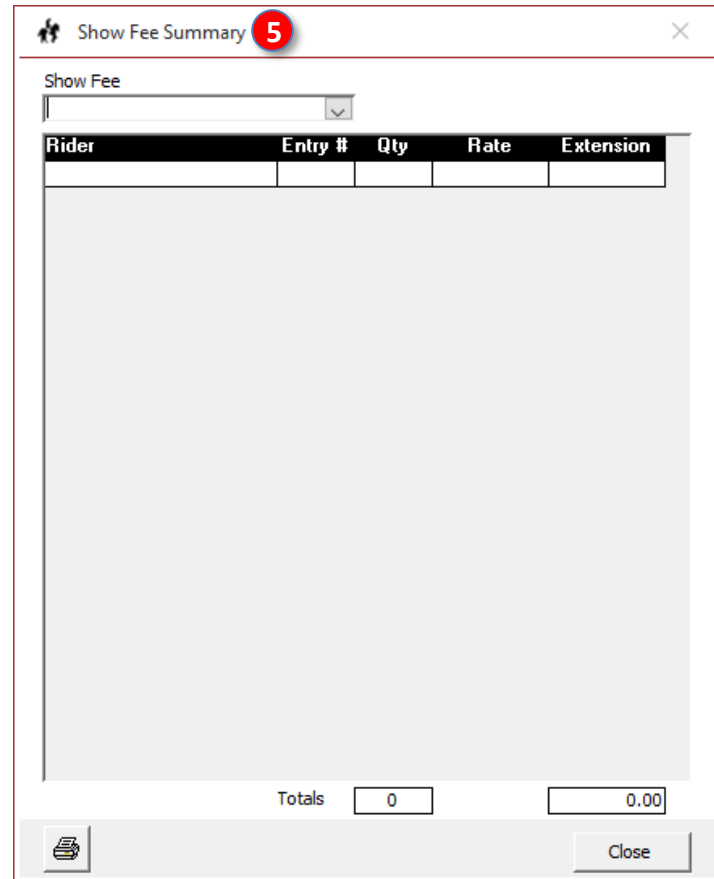 Show Fee Summary 5
Show Fee
Rider Entry # Qty Rate Extension
Totals 0 0.00
Close